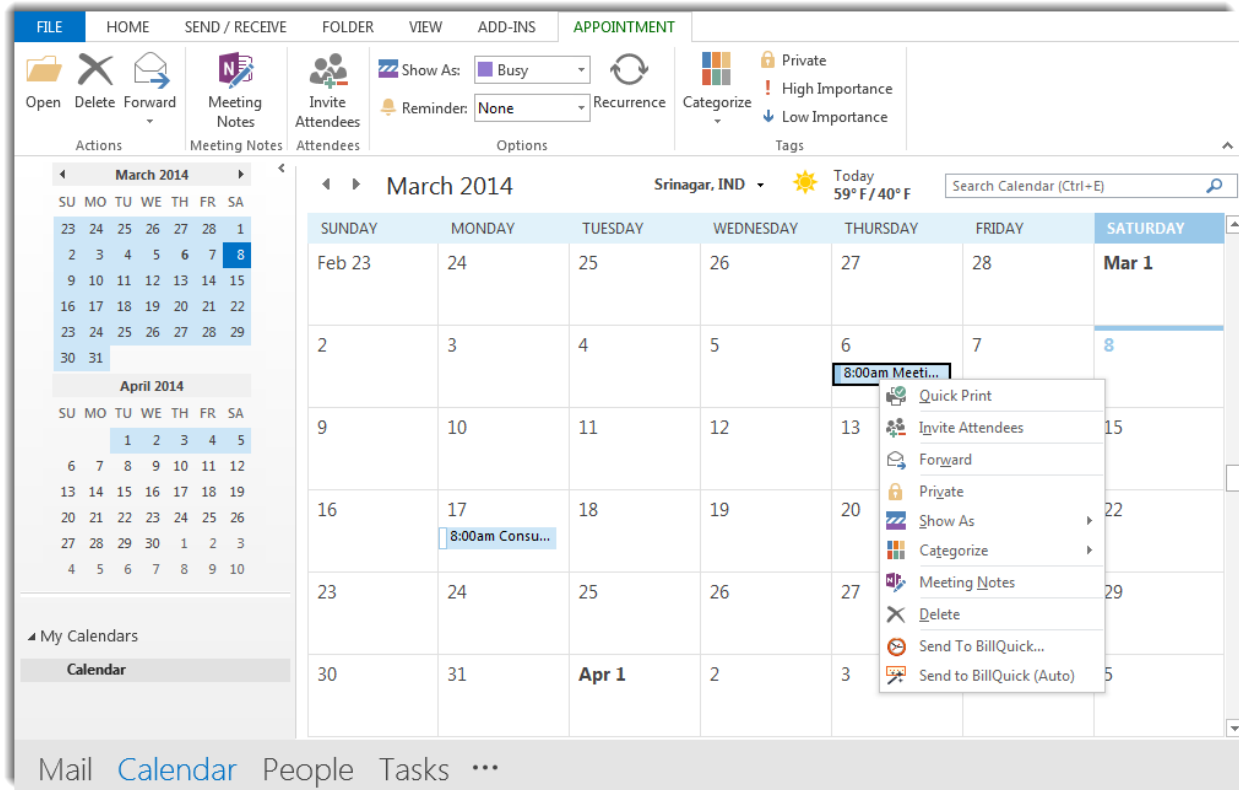 FILE HOME SEND / RECEIVE FOLDER VIEW ADD-INS APPOINTMENT
Open Delete Forward
Meeting
Notes
Invite
Attendees
Show As: Busy
Reminder: None
Recurrence
Categorize
Private
High Importance
Low Importance
Actions Meeting Notes Attendees Options Tags
March 2014
SU MO TU WE TH FR SA
23 24 25 26 27 28 1
2 3 4 5 6 7 8
9 10 11 12 13 14 15
16 17 18 19 20 21 22
23 24 25 26 27 28 29
30 31
April 2014
SU MO TU WE TH FR SA
1 2 3 4 5
6 7 8 9 10 11 12
13 14 15 16 17 18 19
20 21 22 23 24 25 26
27 28 29 30 1 2 3
4 5 6 7 8 9 10
My Calendars
Calendar
March 2014
Srinagar, IND
Today
59° F / 40° F
Search Calendar (Ctrl+E)
SUNDAY MONDAY TUESDAY WEDNESDAY THURSDAY FRIDAY SATURDAY
Feb 23 24 25 26 27 28 Mar 1
2 3 4 5 6 7 8
8:00am Meeti...
9 10 11 12 13 15
16 17 18 19 20 22
8:00am Consu...
23 24 25 26 27 29
30 31 Apr 1 2 3 5
Quick Print
Invite Attendees
Forward
Private
Show As
Categorize
Meeting Notes
Delete
Send To BillQuick...
Send to BillQuick (Auto)
Mail Calendar People Tasks ···